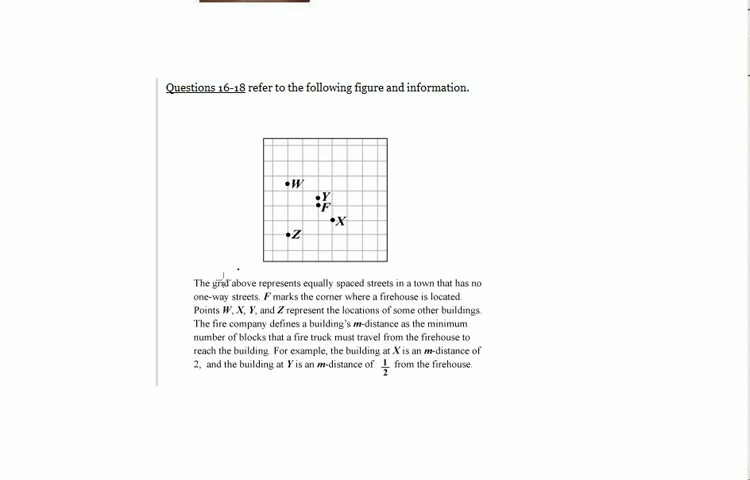 Questions 16-18 refer to the following figure and information.
W
Y
F
X
Z
The grid above represents equally spaced streets in a town that has no
one-way streets. F marks the corner where a firehouse is located.
Points W, X, Y, and Z represent the locations of some other buildings.
The fire company defines a building's m-distance as the minimum
number of blocks that a fire truck must travel from the firehouse to
reach the building. For example, the building at X is an m-distance of
2, and the building at Y is an m-distance of 1/2 from the firehouse.